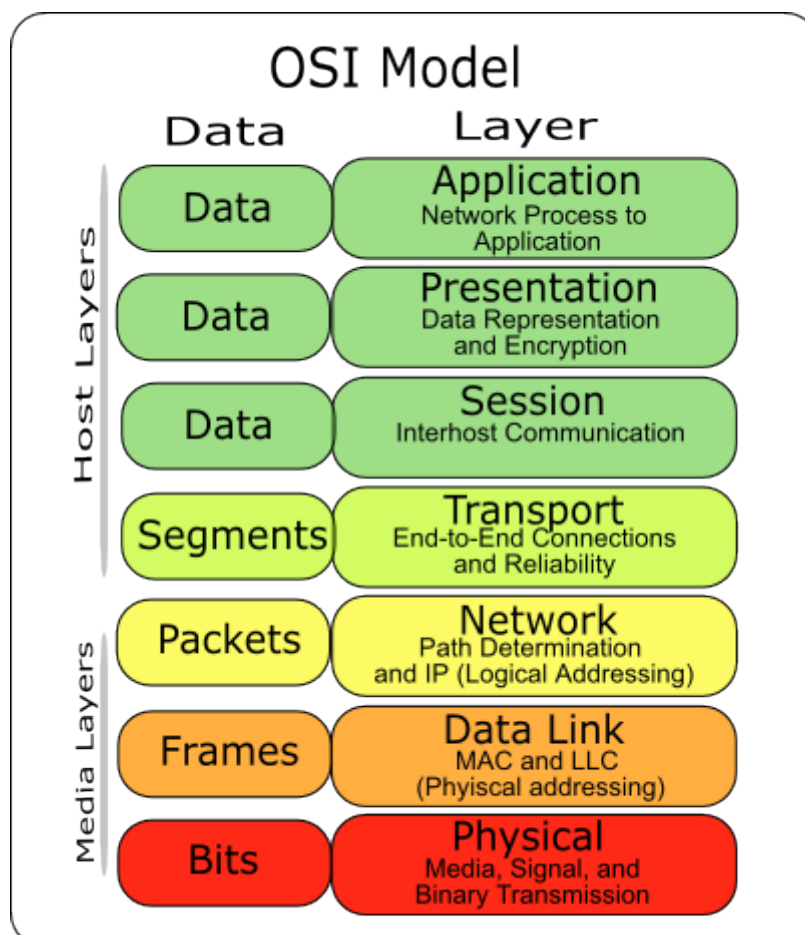 OSI Model
Data Layer
Host Layers
Data
Application
Network Process to
Application
Data
Presentation
Data Representation
and Encryption
Data
Session
Interhost Communication
Segments
Transport
End-to-End Connections
and Reliability
Media Layers
Packets
Network
Path Determination
and IP (Logical Addressing)
Frames
Data Link
MAC and LLC
(Phyiscal addressing)
Bits
Physical
Media, Signal, and
Binary Transmission